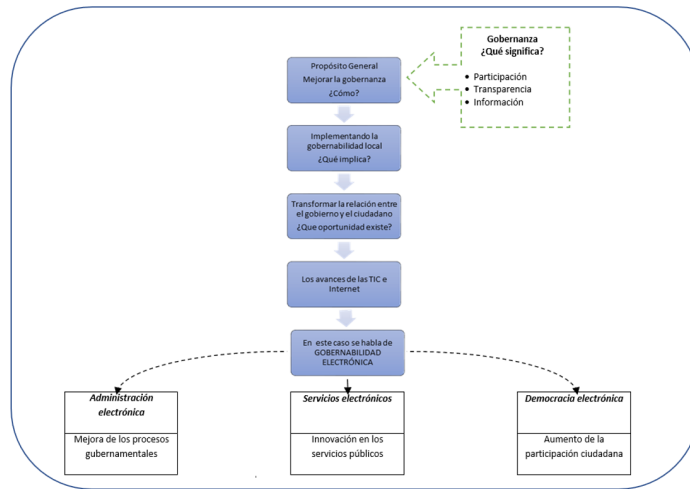 Gobernanza
¿Qué significa?
• Participación
• Transparencia
• Información
Propósito General
Mejorar la gobernanza
¿Cómo?
Implementando la
gobernabilidad local
¿Qué implica?
Transformar la relación entre
el gobierno y el ciudadano
¿Que oportunidad existe?
Los avances de las TIC e
Internet
En este caso se habla de
GOBERNABILIDAD
ELECTRÓNICA
Administración
electrónica
Mejora de los procesos
gubernamentales
Servicios electrónicos
Innovación en los
servicios públicos
Democracia electrónica
Aumento de la
participación ciudadana